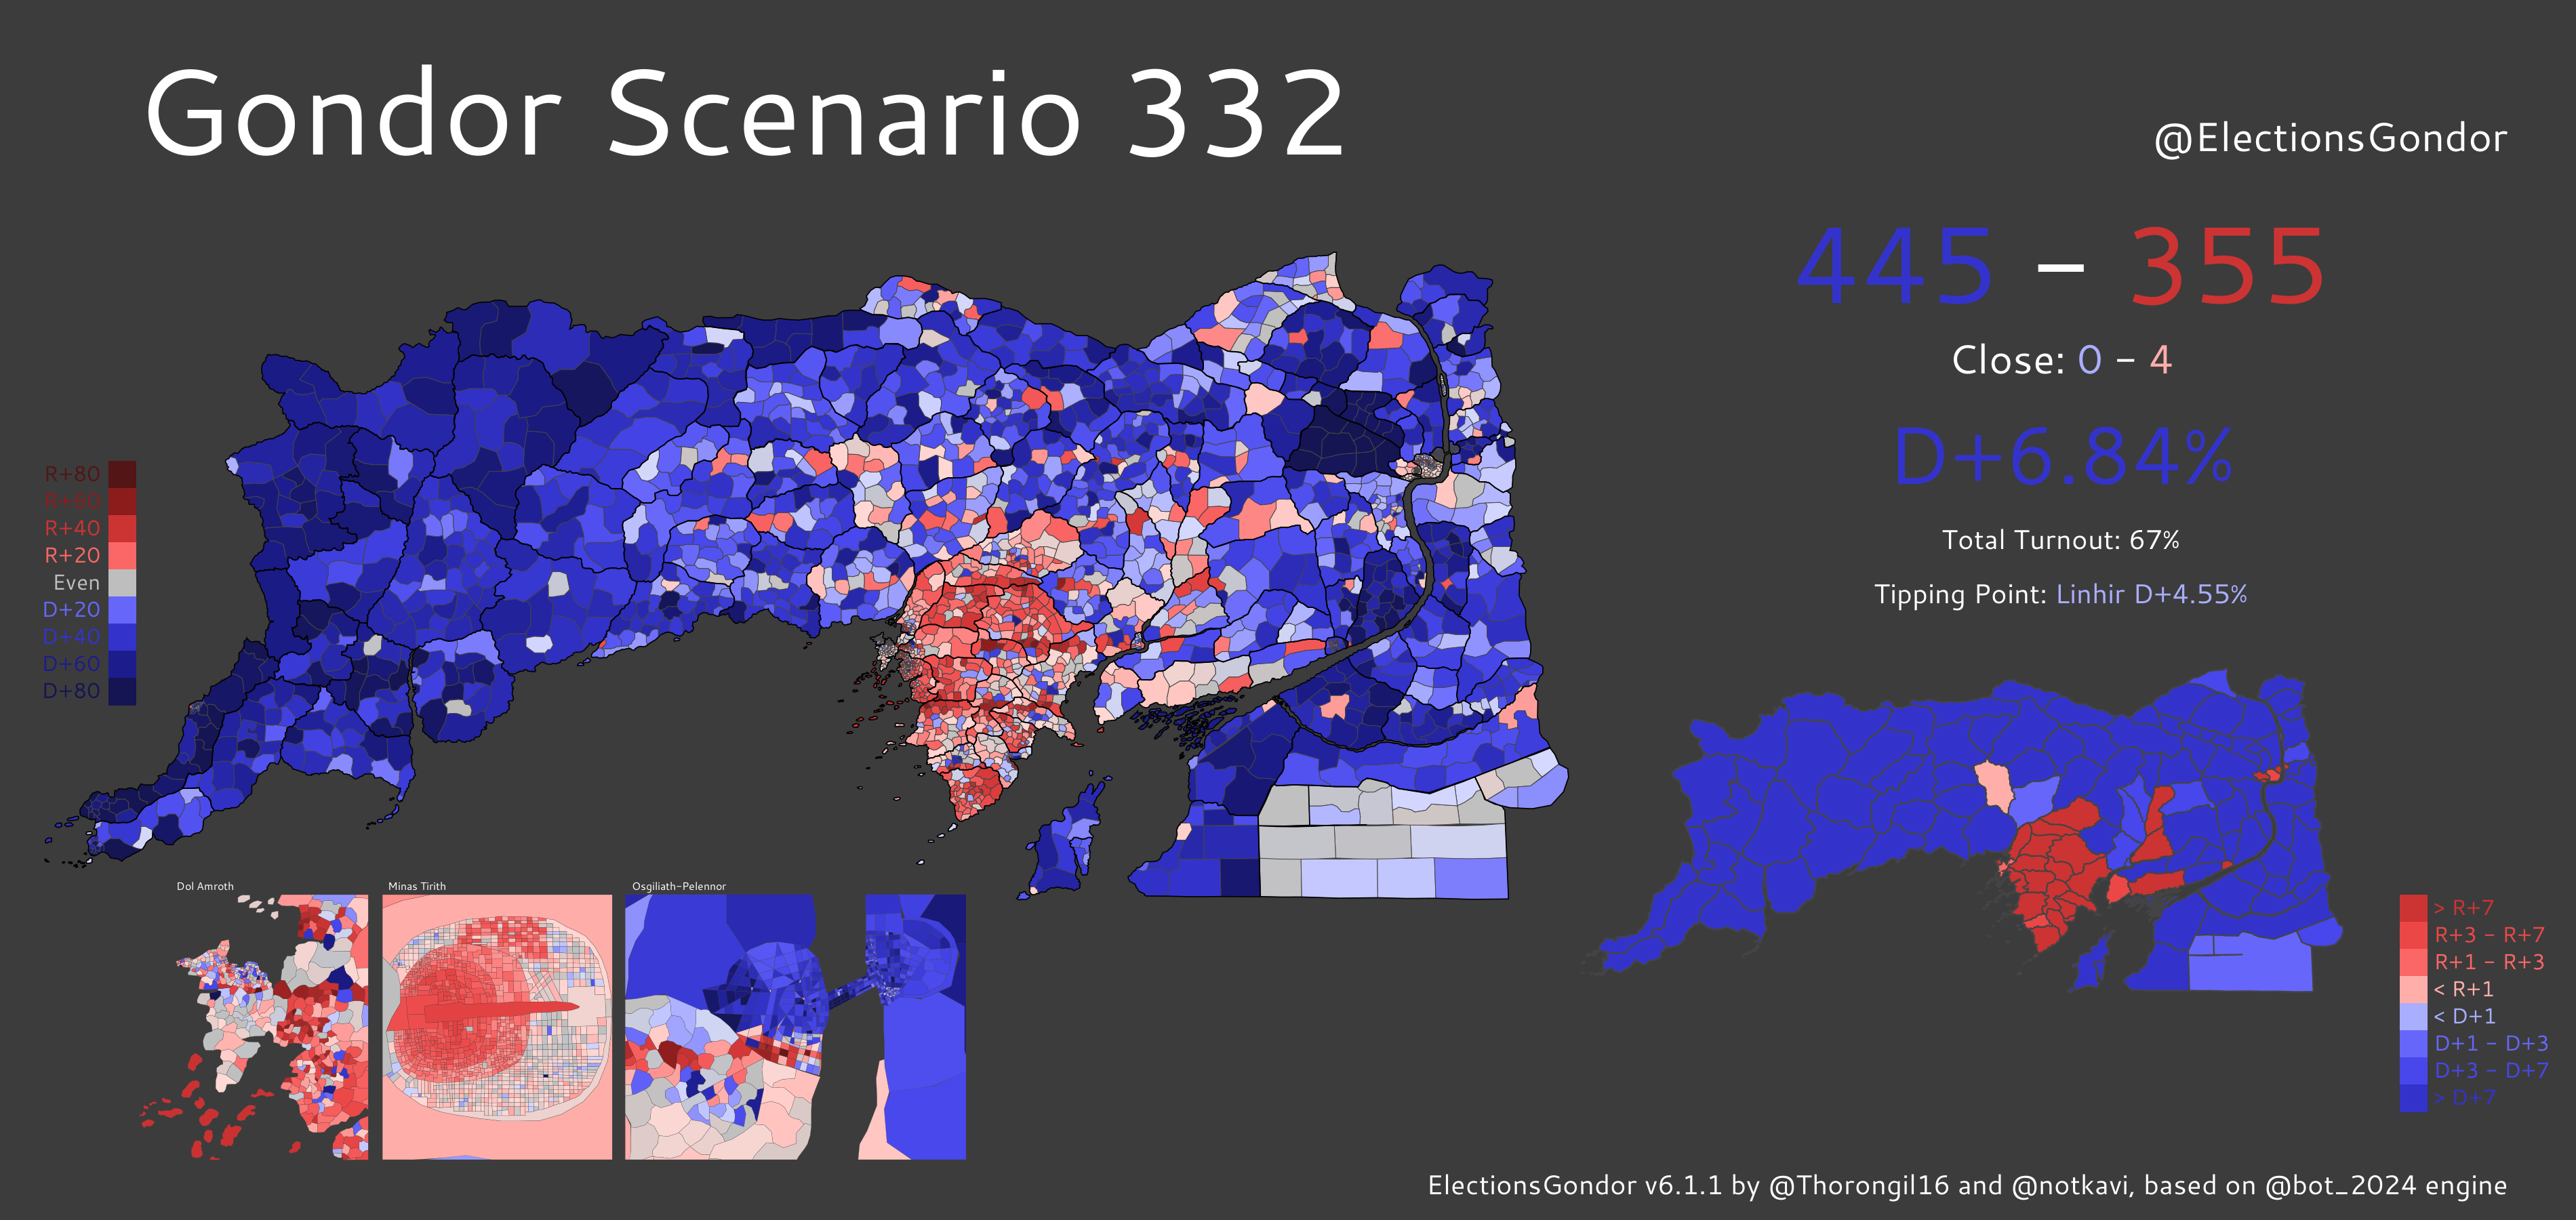 Gondor Scenario 332
@ElectionsGondor
445 – 355
Close: 0 – 4
D+6.84%
Total Turnout: 67%
Tipping Point: Linhir D+4.55%
R+80
R+60
R+40
R+20
Even
D+20
D+40
D+60
D+80
Dol Amroth
Minas Tirith
Osgiliath-Pelennor
> R+7
R+3 – R+7
R+1 – R+3
< R+1
< D+1
D+1 – D+3
D+3 – D+7
> D+7
ElectionsGondor v6.1.1 by @Thorongil16 and @notkavi, based on @bot_2024 engine